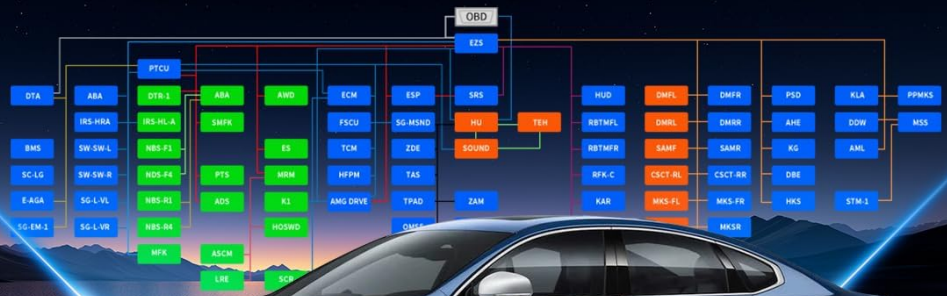 OBD
EZS
PTCU
DTA ABA DTR-1 ABA AWD ECM ESP SRS HUD DMFL DMFR PSD KLA PPMKS
IRS-HRA IRS-HL-A SMFK FSCU SG-MSND HU TEH RBTMFL DMRL DMRR AHE DDW MSS
BMS SW-SW-L NBS-F1 ES TCM ZDE SOUND RBTMFR SAMF SAMR KG AML
SC-LG SW-SW-R NDS-F4 PTS MRM HFPM TAS RFK-C CSCT-RL CSCT-RR DBE
E-AGA SG-L-VL NBS-R1 ADS K1 AMG DRVE TPAD ZAM KAR MKS-FL MKS-FR HKS STM-1
SG-EM-1 SG-L-VR NBS-R4 HOSWD MKSR
MFK ASCM
LRE SCR